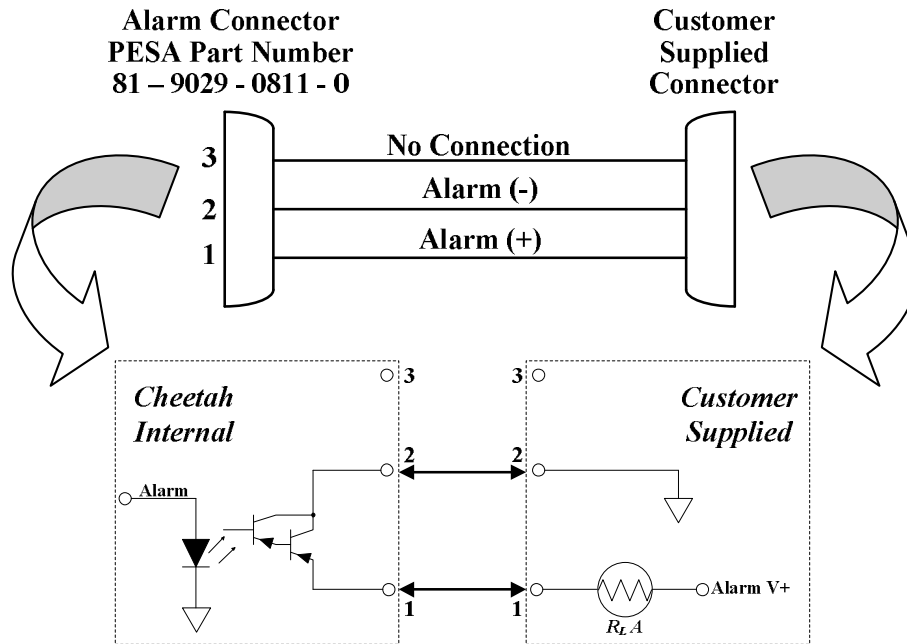 Alarm Connector
PESA Part Number
81 – 9029 - 0811 - 0
Customer
Supplied
Connector
3
No Connection
2
Alarm (-)
1
Alarm (+)
Cheetah
Internal
3
3
Customer
Supplied
2
2
Alarm
1
1
Alarm V+
RL A